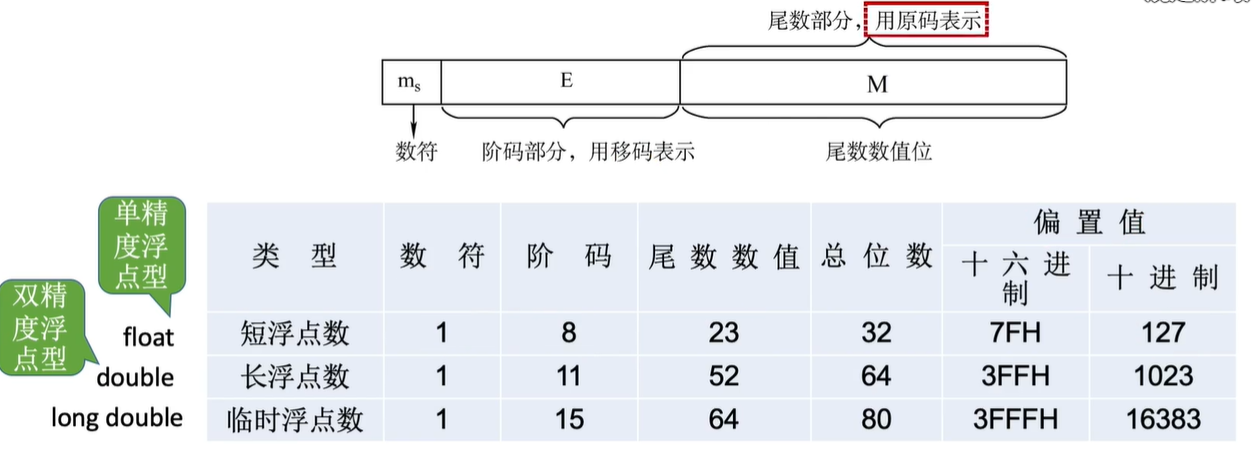 尾数部分，用原码表示
mₛ E M
数符 阶码部分，用移码表示 尾数数值位
单精
度浮
点型
双精
度浮
点型
类 型 数 符 阶 码 尾 数 数 值 总 位 数 偏 置 值
十 六 进
制
十 进 制
float 短浮点数 1 8 23 32 7FH 127
double 长浮点数 1 11 52 64 3FFH 1023
long double 临时浮点数 1 15 64 80 3FFFH 16383